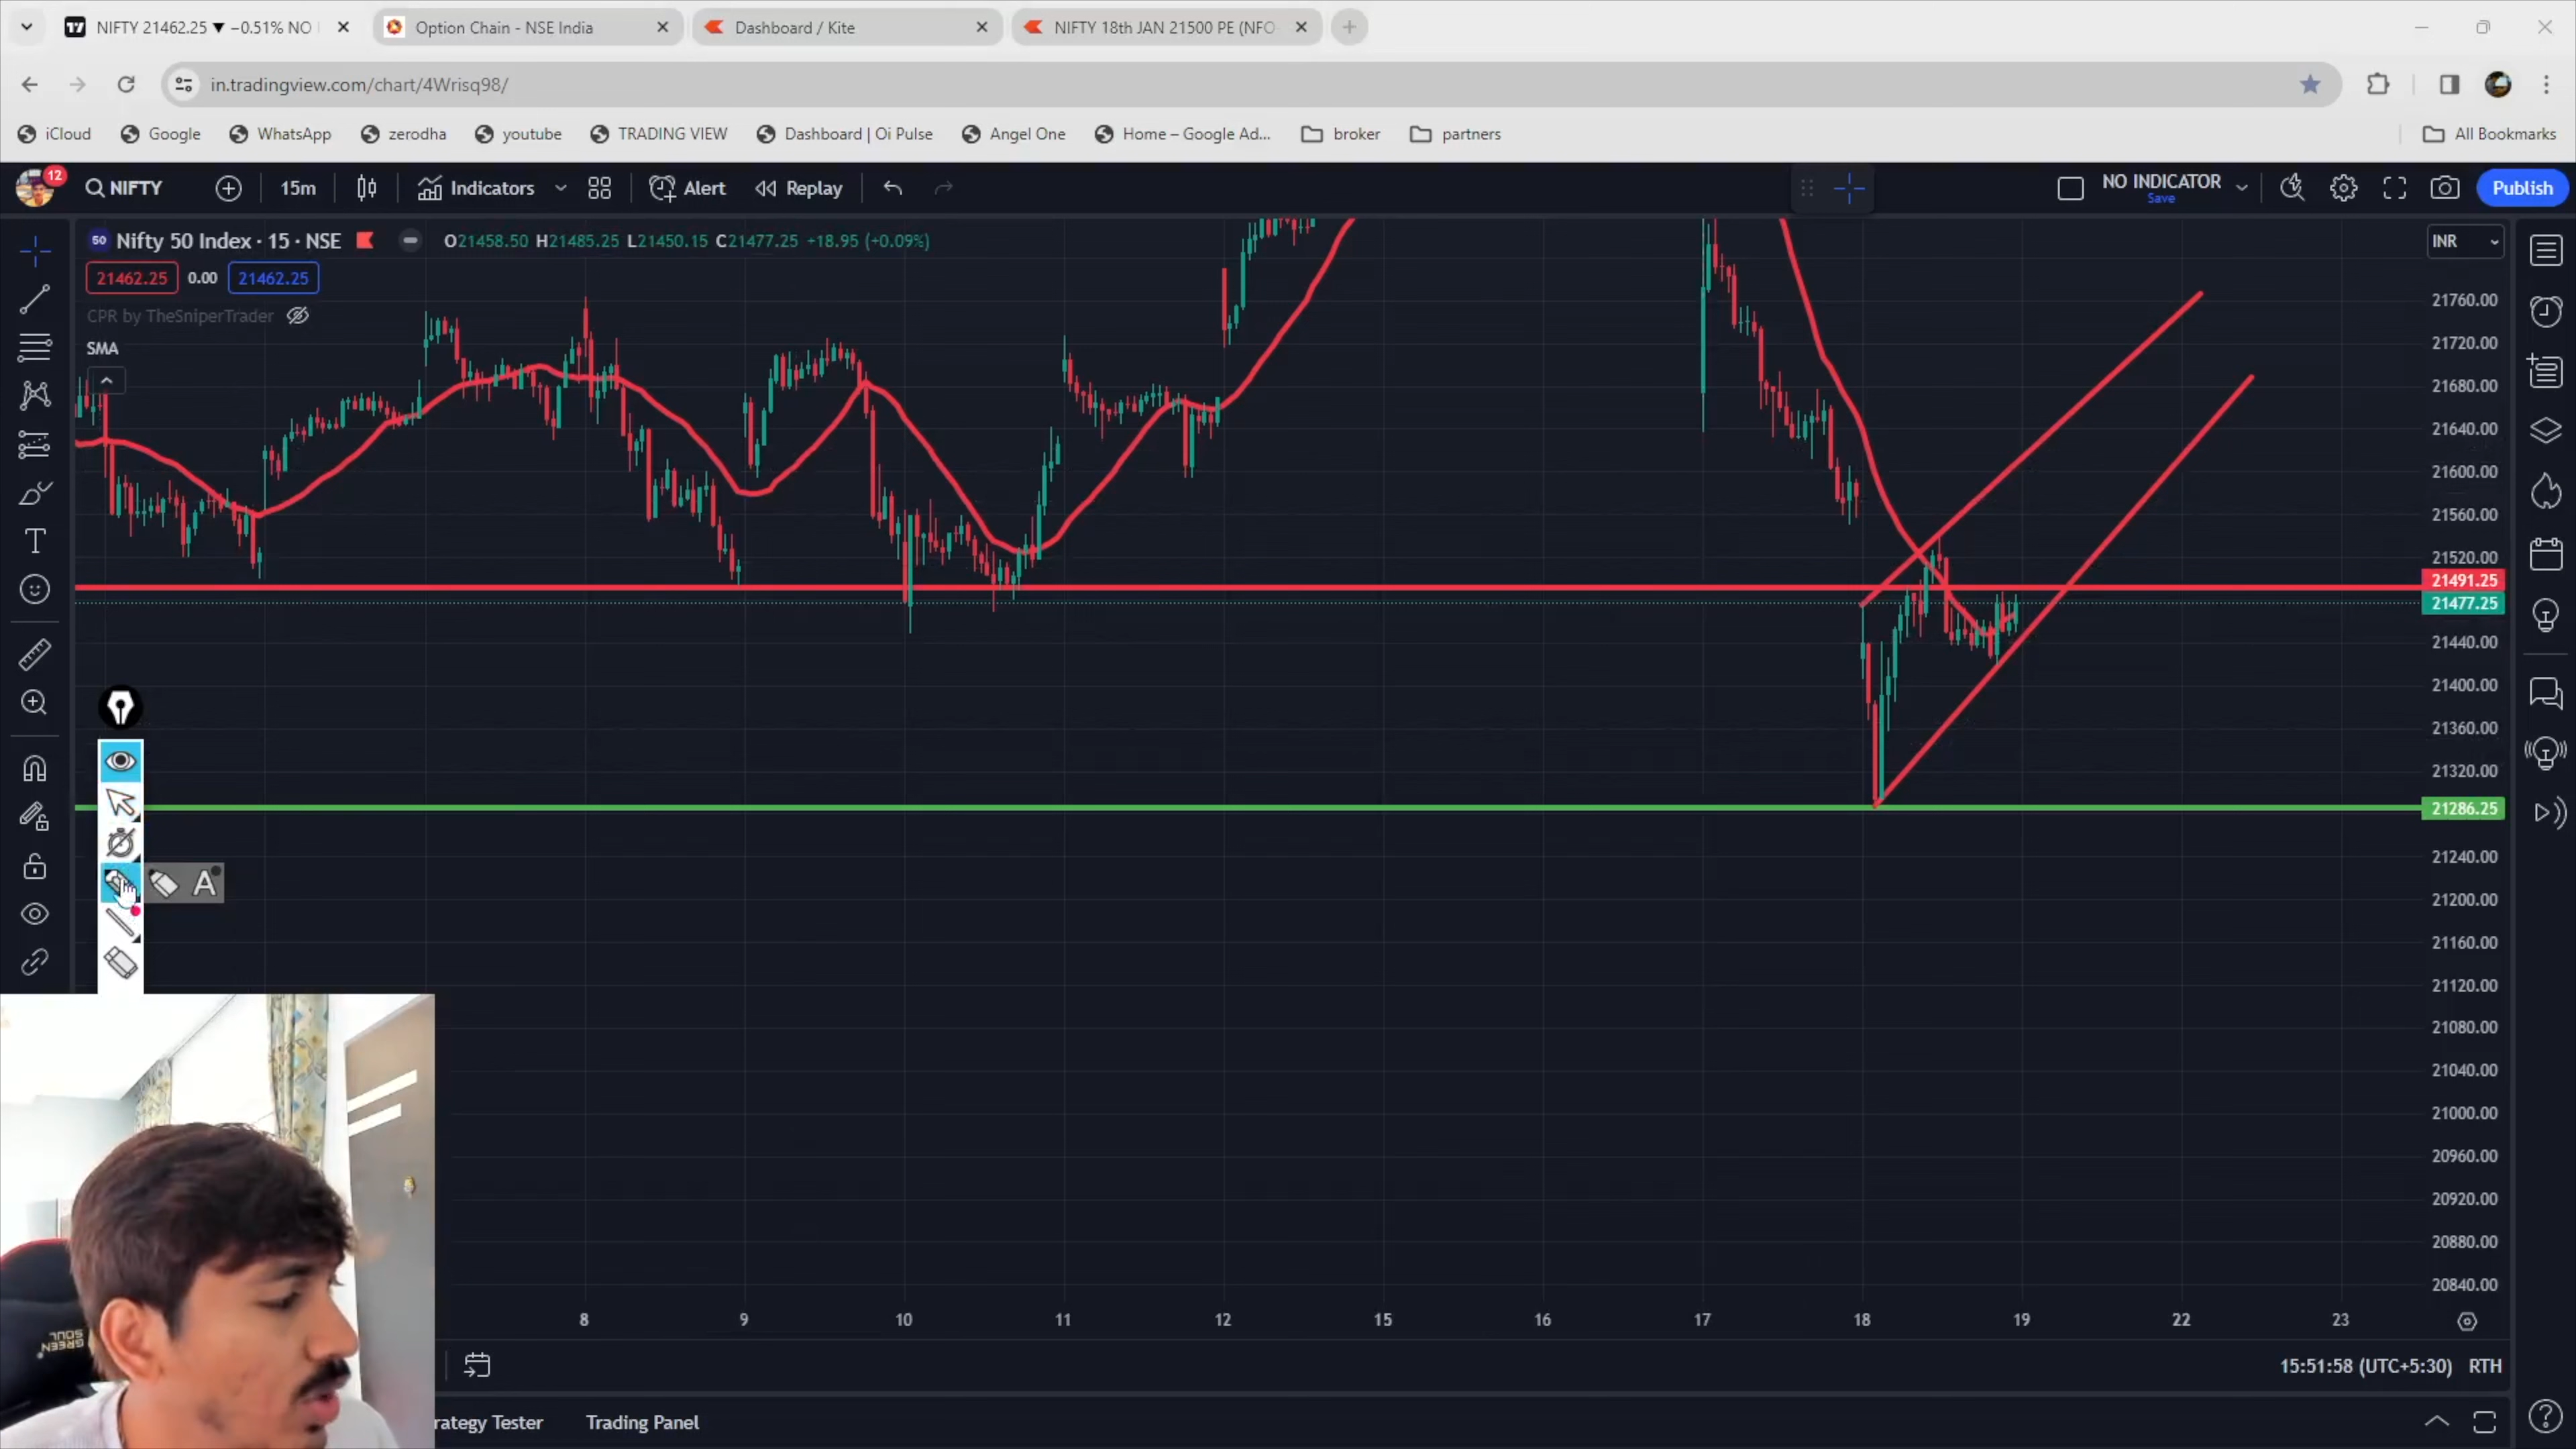 NIFTY 21462.25 ▼ −0.51% NO
Option Chain - NSE India
Dashboard / Kite
NIFTY 18th JAN 21500 PE (NFO
in.tradingview.com/chart/4Wrisq98/
iCloud
Google
WhatsApp
zerodha
youtube
TRADING VIEW
Dashboard | Oi Pulse
Angel One
Home – Google Ad...
broker
partners
All Bookmarks
12
NIFTY
15m
Indicators
Alert
Replay
NO INDICATOR
Save
Publish
50 Nifty 50 Index · 15 · NSE
O21458.50 H21485.25 L21450.15 C21477.25 +18.95 (+0.09%)
INR
21462.25 0.00 21462.25
CPR by TheSniperTrader
SMA
21760.00
21720.00
21680.00
21640.00
21600.00
21560.00
21520.00
21491.25
21477.25
21440.00
21400.00
21360.00
21320.00
21286.25
21240.00
21200.00
21160.00
21120.00
21080.00
21040.00
21000.00
20960.00
20920.00
20880.00
20840.00
A
GREEN
SOUL
8 9 10 11 12 15 16 17 18 19 22 23
15:51:58 (UTC+5:30) RTH
rategy Tester
Trading Panel